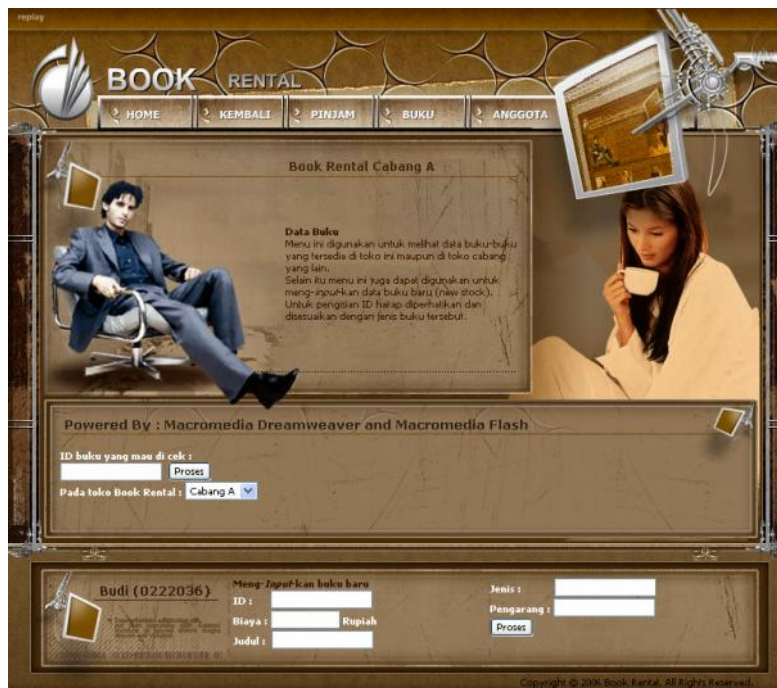 replay
BOOK RENTAL
HOME KEMBALI PINJAM BUKU ANGGOTA
Book Rental Cabang A
Data Buku
Menu ini digunakan untuk melihat data buku-buku
yang tersedia di toko ini maupun di toko cabang
yang lain.
Selain itu menu ini juga dapat digunakan untuk
meng-input-kan data buku baru (new stock).
Untuk pengisian ID harap diperhatikan dan
disesuaikan dengan jenis buku tersebut.
Powered By : Macromedia Dreamweaver and Macromedia Flash
ID buku yang mau di cek :
Proses
Pada toko Book Rental : Cabang A
Budi (0222036)
Meng-Input-kan buku baru
ID :
Biaya : Rupiah
Judul :
Jenis :
Pengarang :
Proses
Copyright © 2006 Book Rental. All Rights Reserved.